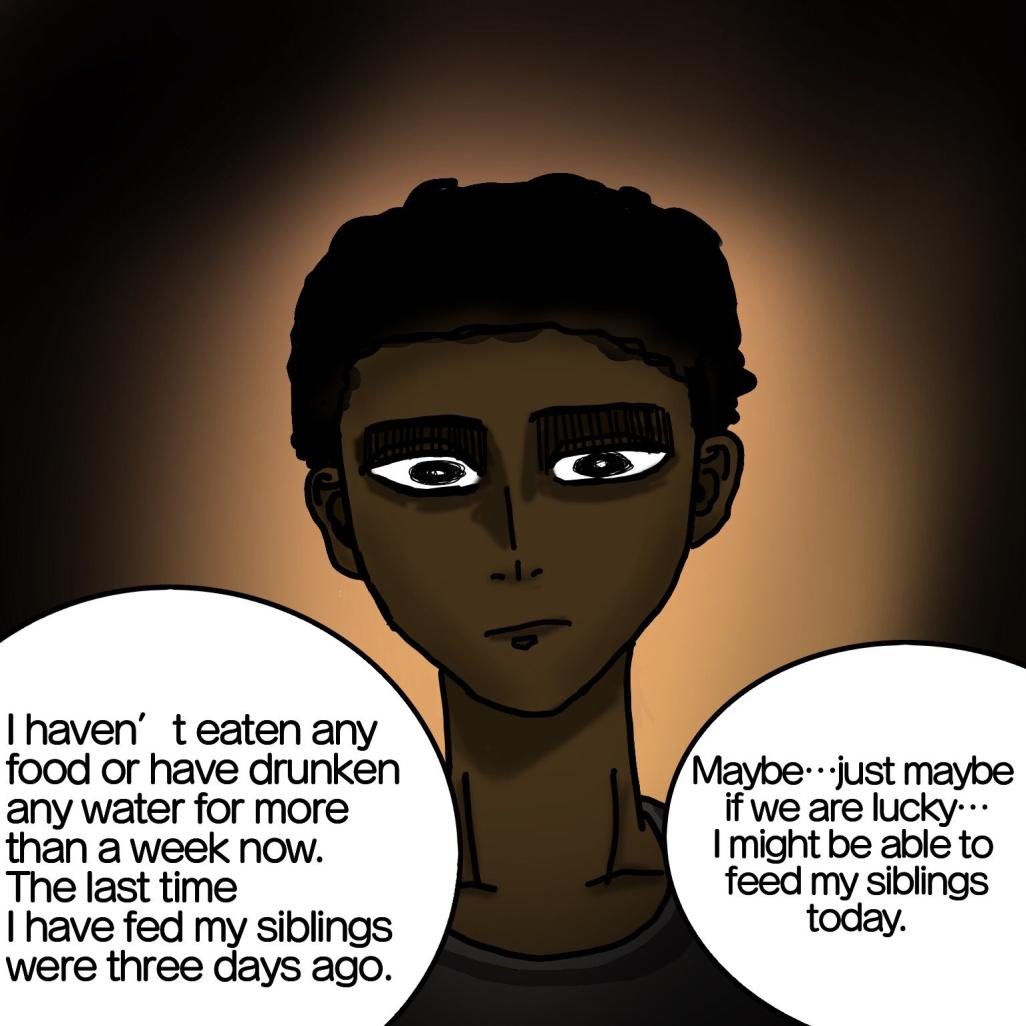 I haven’t eaten any
food or have drunken
any water for more
than a week now.
The last time
I have fed my siblings
were three days ago.
Maybe…just maybe
if we are lucky…
I might be able to
feed my siblings
today.